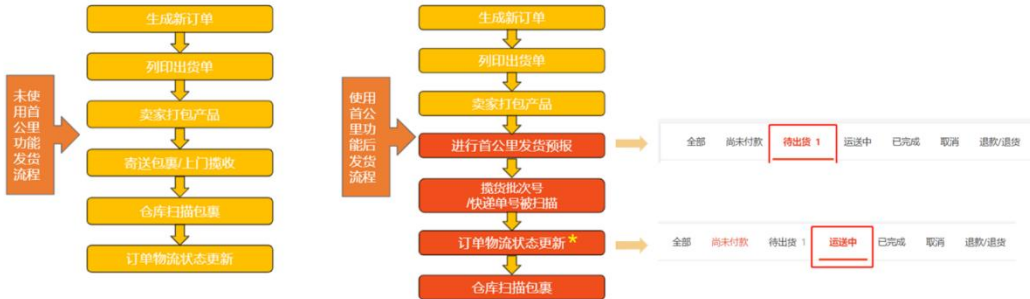 未使
用首
公里
功能
发货
流程
生成新订单
列印出货单
卖家打包产品
寄送包裹/上门揽收
仓库扫描包裹
订单物流状态更新
使用
首公
里功
能后
发货
流程
生成新订单
列印出货单
卖家打包产品
进行首公里发货预报
揽货批次号
/快递单号被扫描
订单物流状态更新*
仓库扫描包裹
全部 尚未付款 待出货 1 运送中 已完成 取消 退款/退货
全部 尚未付款 待出货 1 运送中 已完成 取消 退款/退货